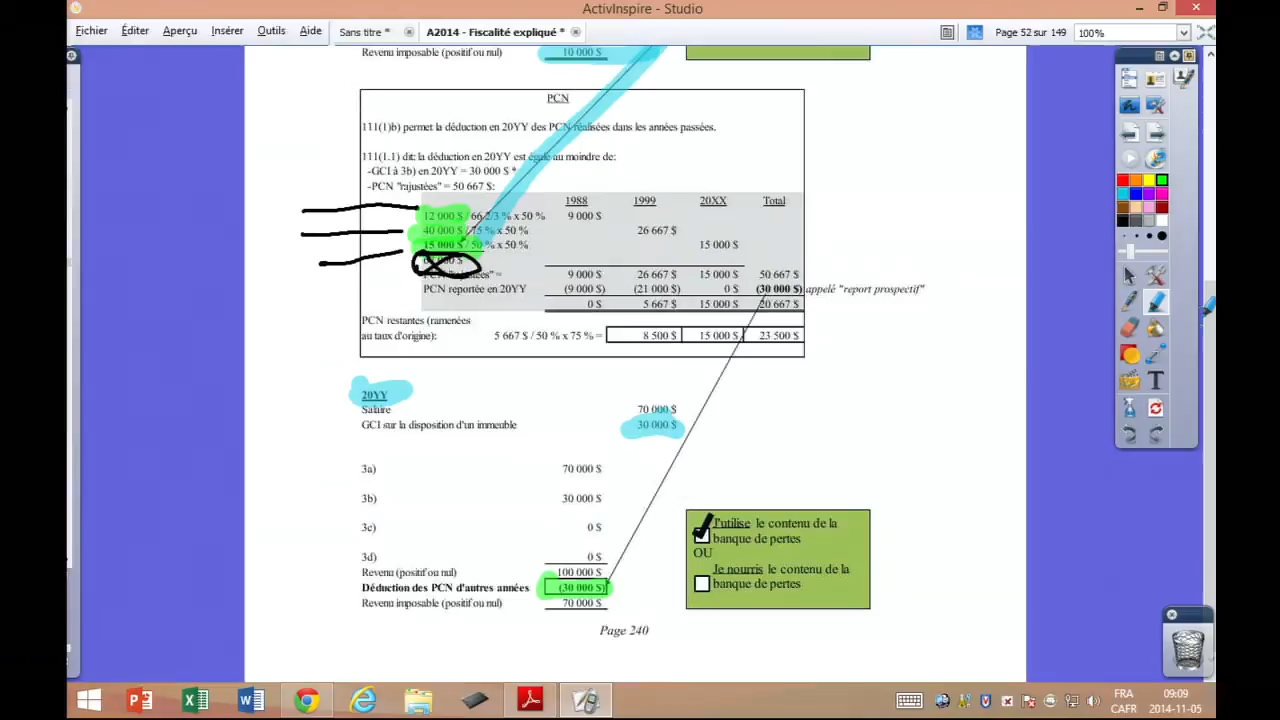 ActivInspire - Studio
Fichier Éditer Aperçu Insérer Outils Aide Sans titre * A2014 - Fiscalité expliqué * Page 52 sur 149 100%
Revenu imposable (positif ou nul) 10 000 $
PCN
111(1)b) permet la déduction en 20YY des PCN réalisées dans les années passées.
111(1.1) dit: la déduction en 20YY est égale au moindre de:
-GCI à 3b) en 20YY = 30 000 $ *
-PCN "rajustées" = 50 667 $:
1988 1999 20XX Total
12 000 $ / 66 2/3 % x 50 % 9 000 $
40 000 $ / 75 % x 50 % 26 667 $
15 000 $ / 50 % x 50 % 15 000 $
"rajustées" = 9 000 $ 26 667 $ 15 000 $ 50 667 $
PCN reportée en 20YY (9 000 $) (21 000 $) 0 $ (30 000 $) appelé "report prospectif"
0 $ 5 667 $ 15 000 $ 20 667 $
PCN restantes (ramenées
au taux d'origine): 5 667 $ / 50 % x 75 % = 8 500 $ 15 000 $ 23 500 $
20YY
Salaire 70 000 $
GCI sur la disposition d'un immeuble 30 000 $
3a) 70 000 $
3b) 30 000 $
3c) 0 $
3d) 0 $
Revenu (positif ou nul) 100 000 $
Déduction des PCN d'autres années (30 000 $)
Revenu imposable (positif ou nul) 70 000 $
J'utilise le contenu de la
banque de pertes
OU
Je nourris le contenu de la
banque de pertes
Page 240
FRA 09:09
CAFR 2014-11-05